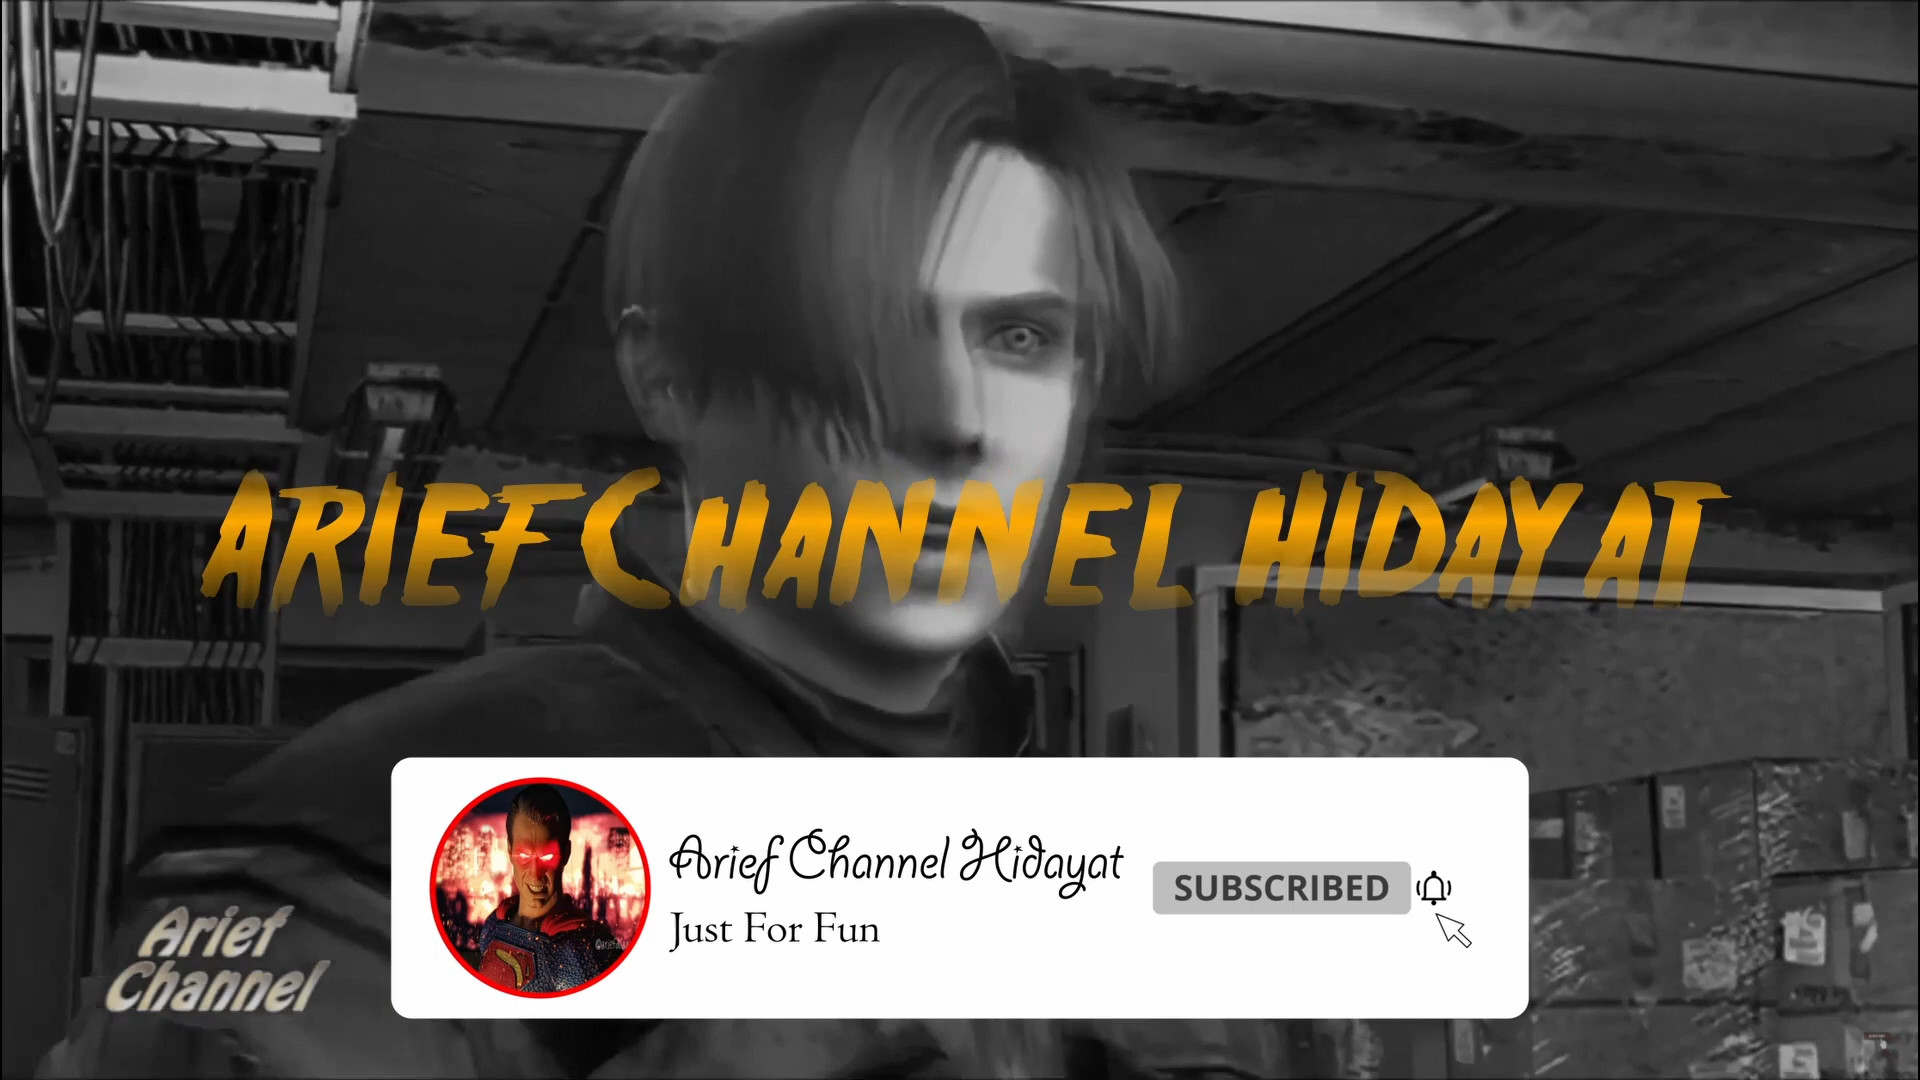 ARIEF CHANNEL HIDAYAT
Arief Channel Hidayat
Just For Fun
SUBSCRIBED
Arief
Channel